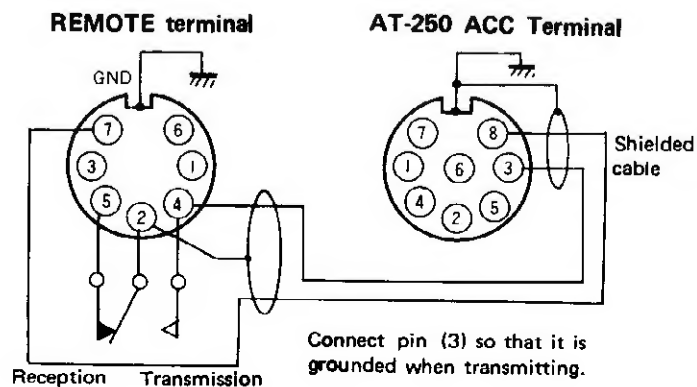 REMOTE terminal
AT-250 ACC Terminal
GND
7
6
3
1
5
4
2
7
8
1
6
3
4
5
2
Shielded
cable
Connect pin (3) so that it is
grounded when transmitting.
Reception
Transmission